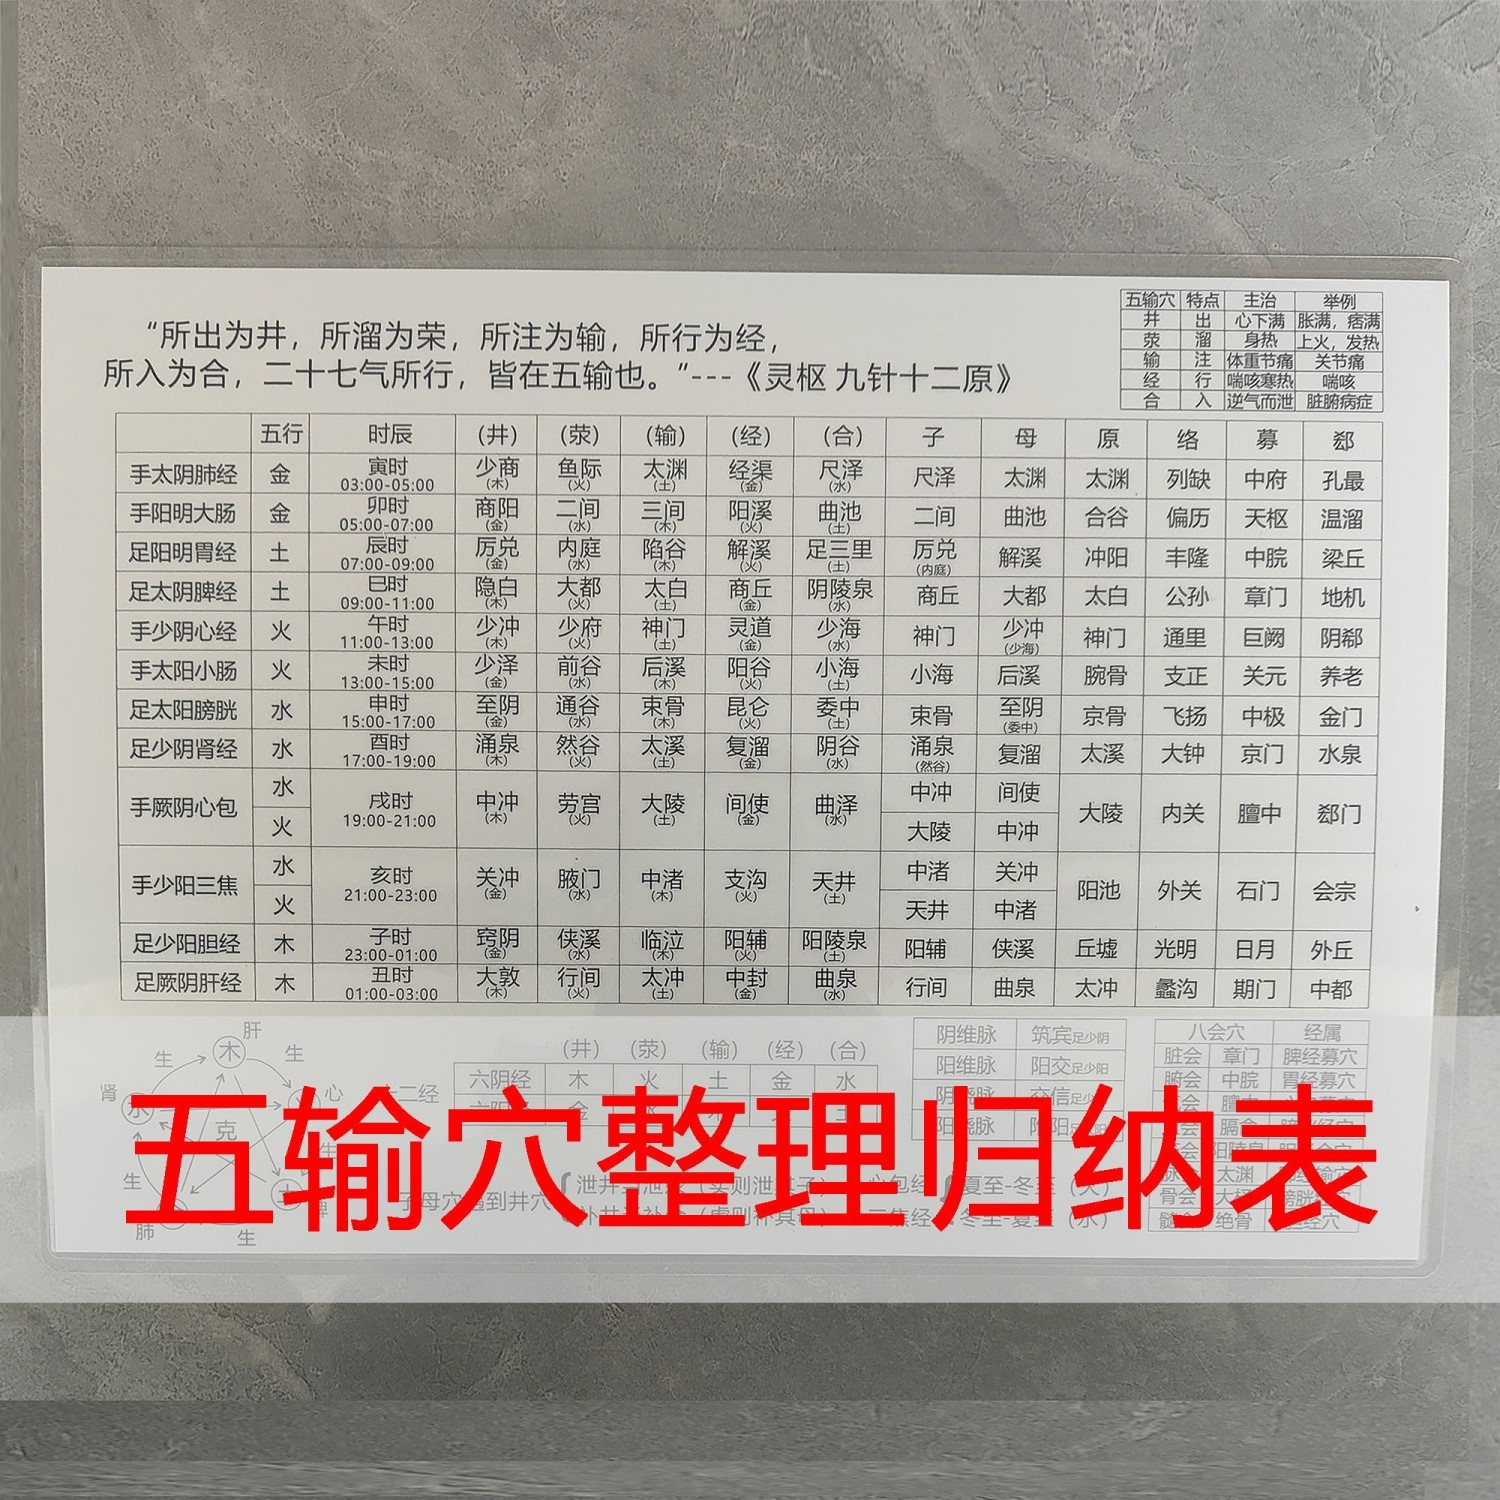 “所出为井，所溜为荣，所注为输，所行为经，
所入为合，二十七气所行，皆在五输也。”---《灵枢 九针十二原》
五输穴 特点 主治 举例
井 出 心下满 胀满，痞满
荥 溜 身热 上火，发热
输 注 体重节痛 关节痛
经 行 喘咳寒热 喘咳
合 入 逆气而泄 脏腑病症
五行 时辰 （井） （荥） （输） （经） （合） 子 母 原 络 募 郄
手太阴肺经 金 寅时 03:00-05:00 少商（木） 鱼际（火） 太渊（土） 经渠（金） 尺泽（水） 尺泽 太渊 太渊 列缺 中府 孔最
手阳明大肠 金 卯时 05:00-07:00 商阳（金） 二间（水） 三间（木） 阳溪（火） 曲池（土） 二间 曲池 合谷 偏历 天枢 温溜
足阳明胃经 土 辰时 07:00-09:00 厉兑（金） 内庭（水） 陷谷（木） 解溪（火） 足三里（土） 厉兑（内庭） 解溪 冲阳 丰隆 中脘 梁丘
足太阴脾经 土 巳时 09:00-11:00 隐白（木） 大都（火） 太白（土） 商丘（金） 阴陵泉（水） 商丘 大都 太白 公孙 章门 地机
手少阴心经 火 午时 11:00-13:00 少冲（木） 少府（火） 神门（土） 灵道（金） 少海（水） 神门 少冲（少海） 神门 通里 巨阙 阴郄
手太阳小肠 火 未时 13:00-15:00 少泽（金） 前谷（水） 后溪（木） 阳谷（火） 小海（土） 小海 后溪 腕骨 支正 关元 养老
足太阳膀胱 水 申时 15:00-17:00 至阴（金） 通谷（水） 束骨（木） 昆仑（火） 委中（土） 束骨 至阴（委中） 京骨 飞扬 中极 金门
足少阴肾经 水 酉时 17:00-19:00 涌泉（木） 然谷（火） 太溪（土） 复溜（金） 阴谷（水） 涌泉（然谷） 复溜 太溪 大钟 京门 水泉
手厥阴心包 水 火 戌时 19:00-21:00 中冲（木） 劳宫（火） 大陵（土） 间使（金） 曲泽（水） 中冲 间使 大陵 中冲 大陵 内关 膻中 郄门
手少阳三焦 水 火 亥时 21:00-23:00 关冲（金） 腋门（水） 中渚（木） 支沟（火） 天井（土） 中渚 关冲 天井 中渚 阳池 外关 石门 会宗
足少阳胆经 木 子时 23:00-01:00 窍阴（金） 侠溪（水） 临泣（木） 阳辅（火） 阳陵泉（土） 阳辅 侠溪 丘墟 光明 日月 外丘
足厥阴肝经 木 丑时 01:00-03:00 大敦（木） 行间（火） 太冲（土） 中封（金） 曲泉（水） 行间 曲泉 太冲 蠡沟 期门 中都
肝
生 木 生
肾 心
克
生
肺 生
（井） （荥） （输） （经） （合）
六阴经 木 火 土 金 水
阴维脉 筑宾足少阴
阳维脉 阳交足少阳
八会穴 经属
脏会 章门 脾经募穴
腑会 中脘 胃经募穴
五输穴整理归纳表